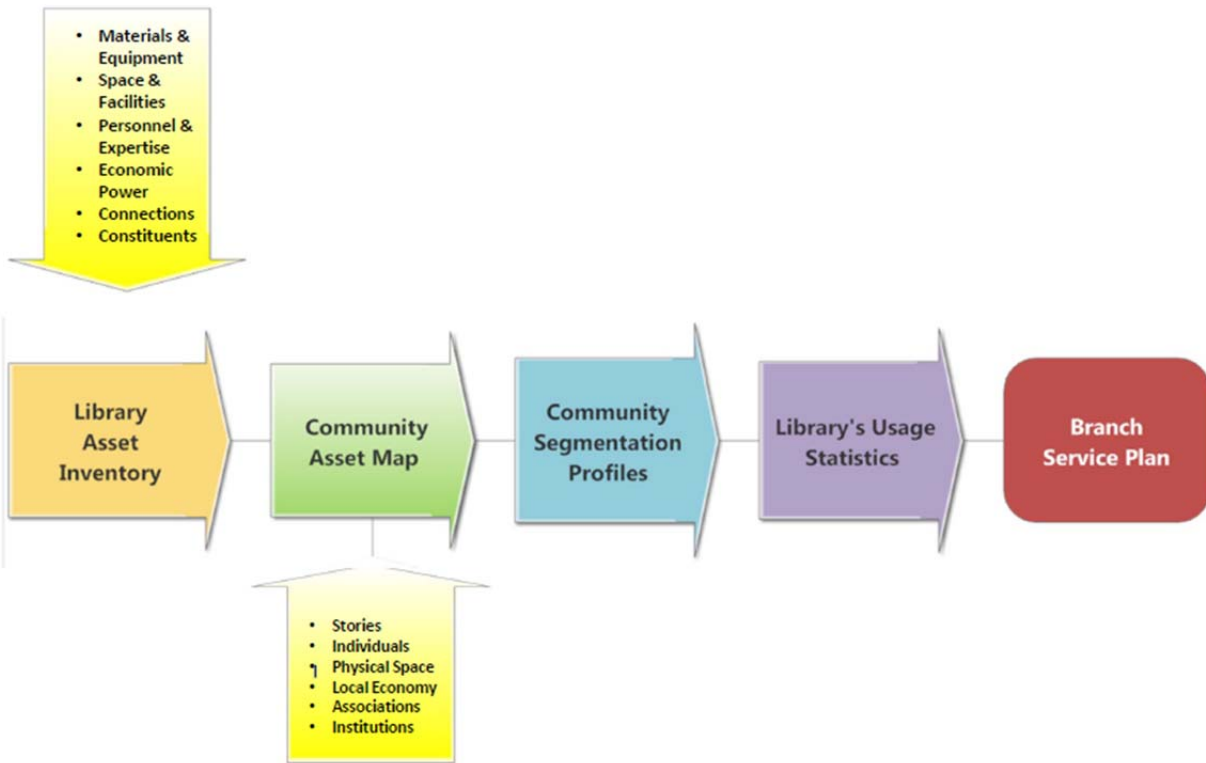 • Materials &
Equipment
• Space &
Facilities
• Personnel &
Expertise
• Economic
Power
• Connections
• Constituents
Library
Asset
Inventory
Community
Asset Map
Community
Segmentation
Profiles
Library's Usage
Statistics
Branch
Service Plan
• Stories
• Individuals
• Physical Space
• Local Economy
• Associations
• Institutions